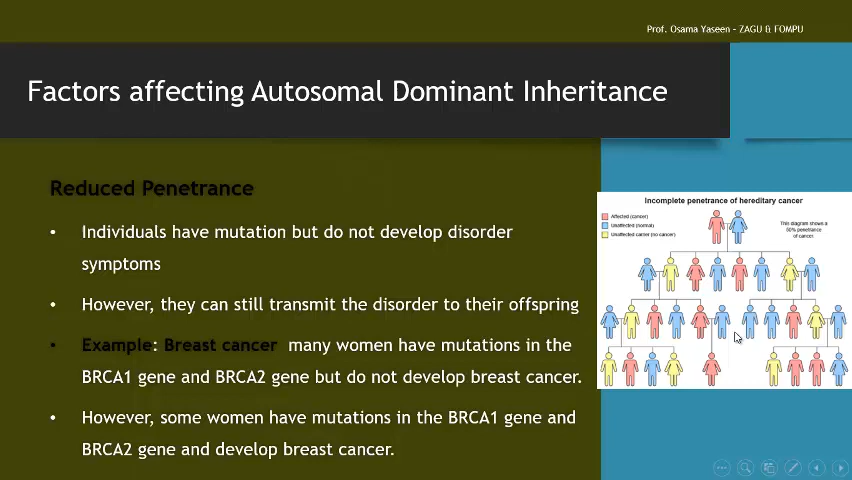 Prof. Osama Yaseen – ZAGU & FOMPU
Factors affecting Autosomal Dominant Inheritance
Reduced Penetrance
• Individuals have mutation but do not develop disorder
symptoms
• However, they can still transmit the disorder to their offspring
• Example: Breast cancer many women have mutations in the
BRCA1 gene and BRCA2 gene but do not develop breast cancer.
• However, some women have mutations in the BRCA1 gene and
BRCA2 gene and develop breast cancer.
Incomplete penetrance of hereditary cancer
Affected (cancer)
Unaffected (normal)
Unaffected carrier (no cancer)
This diagram shows a
50% penetrance
of cancer.